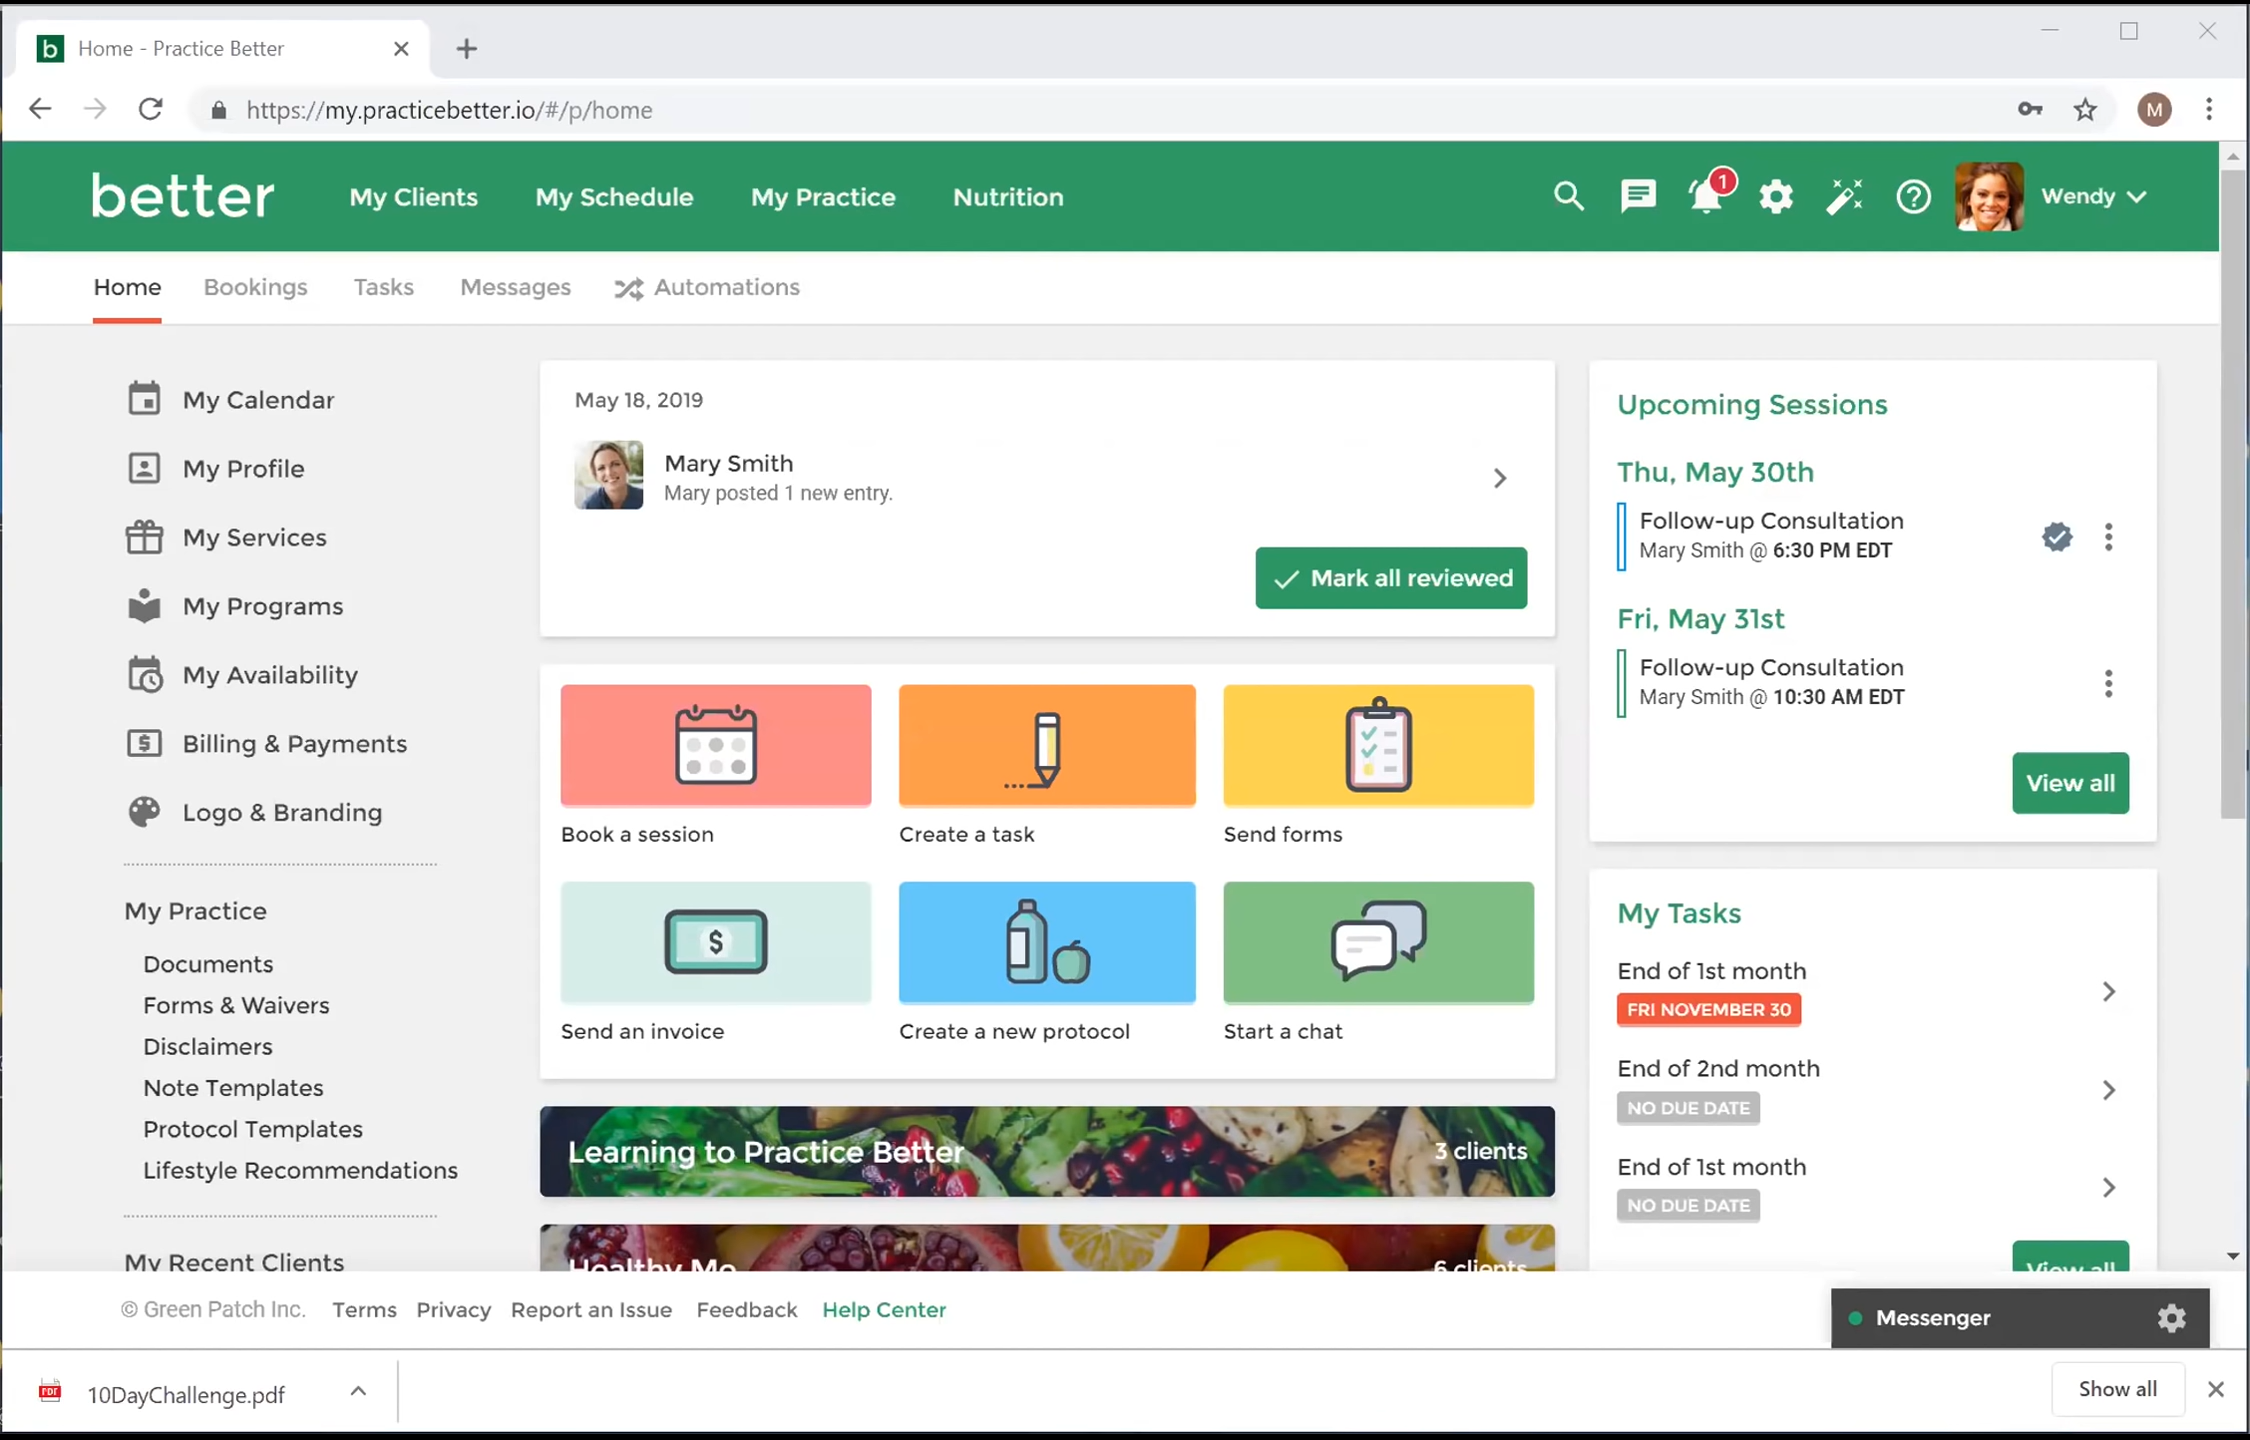 b Home - Practice Better
https://my.practicebetter.io/#/p/home
M
better My Clients My Schedule My Practice Nutrition 1 Wendy
Home Bookings Tasks Messages Automations
My Calendar
My Profile
My Services
My Programs
My Availability
Billing & Payments
Logo & Branding
My Practice
Documents
Forms & Waivers
Disclaimers
Note Templates
Protocol Templates
Lifestyle Recommendations
My Recent Clients
May 18, 2019
Mary Smith
Mary posted 1 new entry.
Mark all reviewed
Book a session
Create a task
Send forms
$
Send an invoice
Create a new protocol
Start a chat
Learning to Practice Better 3 clients
Healthy Me 6 clients
Upcoming Sessions
Thu, May 30th
Follow-up Consultation
Mary Smith @ 6:30 PM EDT
Fri, May 31st
Follow-up Consultation
Mary Smith @ 10:30 AM EDT
View all
My Tasks
End of 1st month
FRI NOVEMBER 30
End of 2nd month
NO DUE DATE
End of 1st month
NO DUE DATE
View all
© Green Patch Inc. Terms Privacy Report an Issue Feedback Help Center
Messenger
PDF 10DayChallenge.pdf
Show all